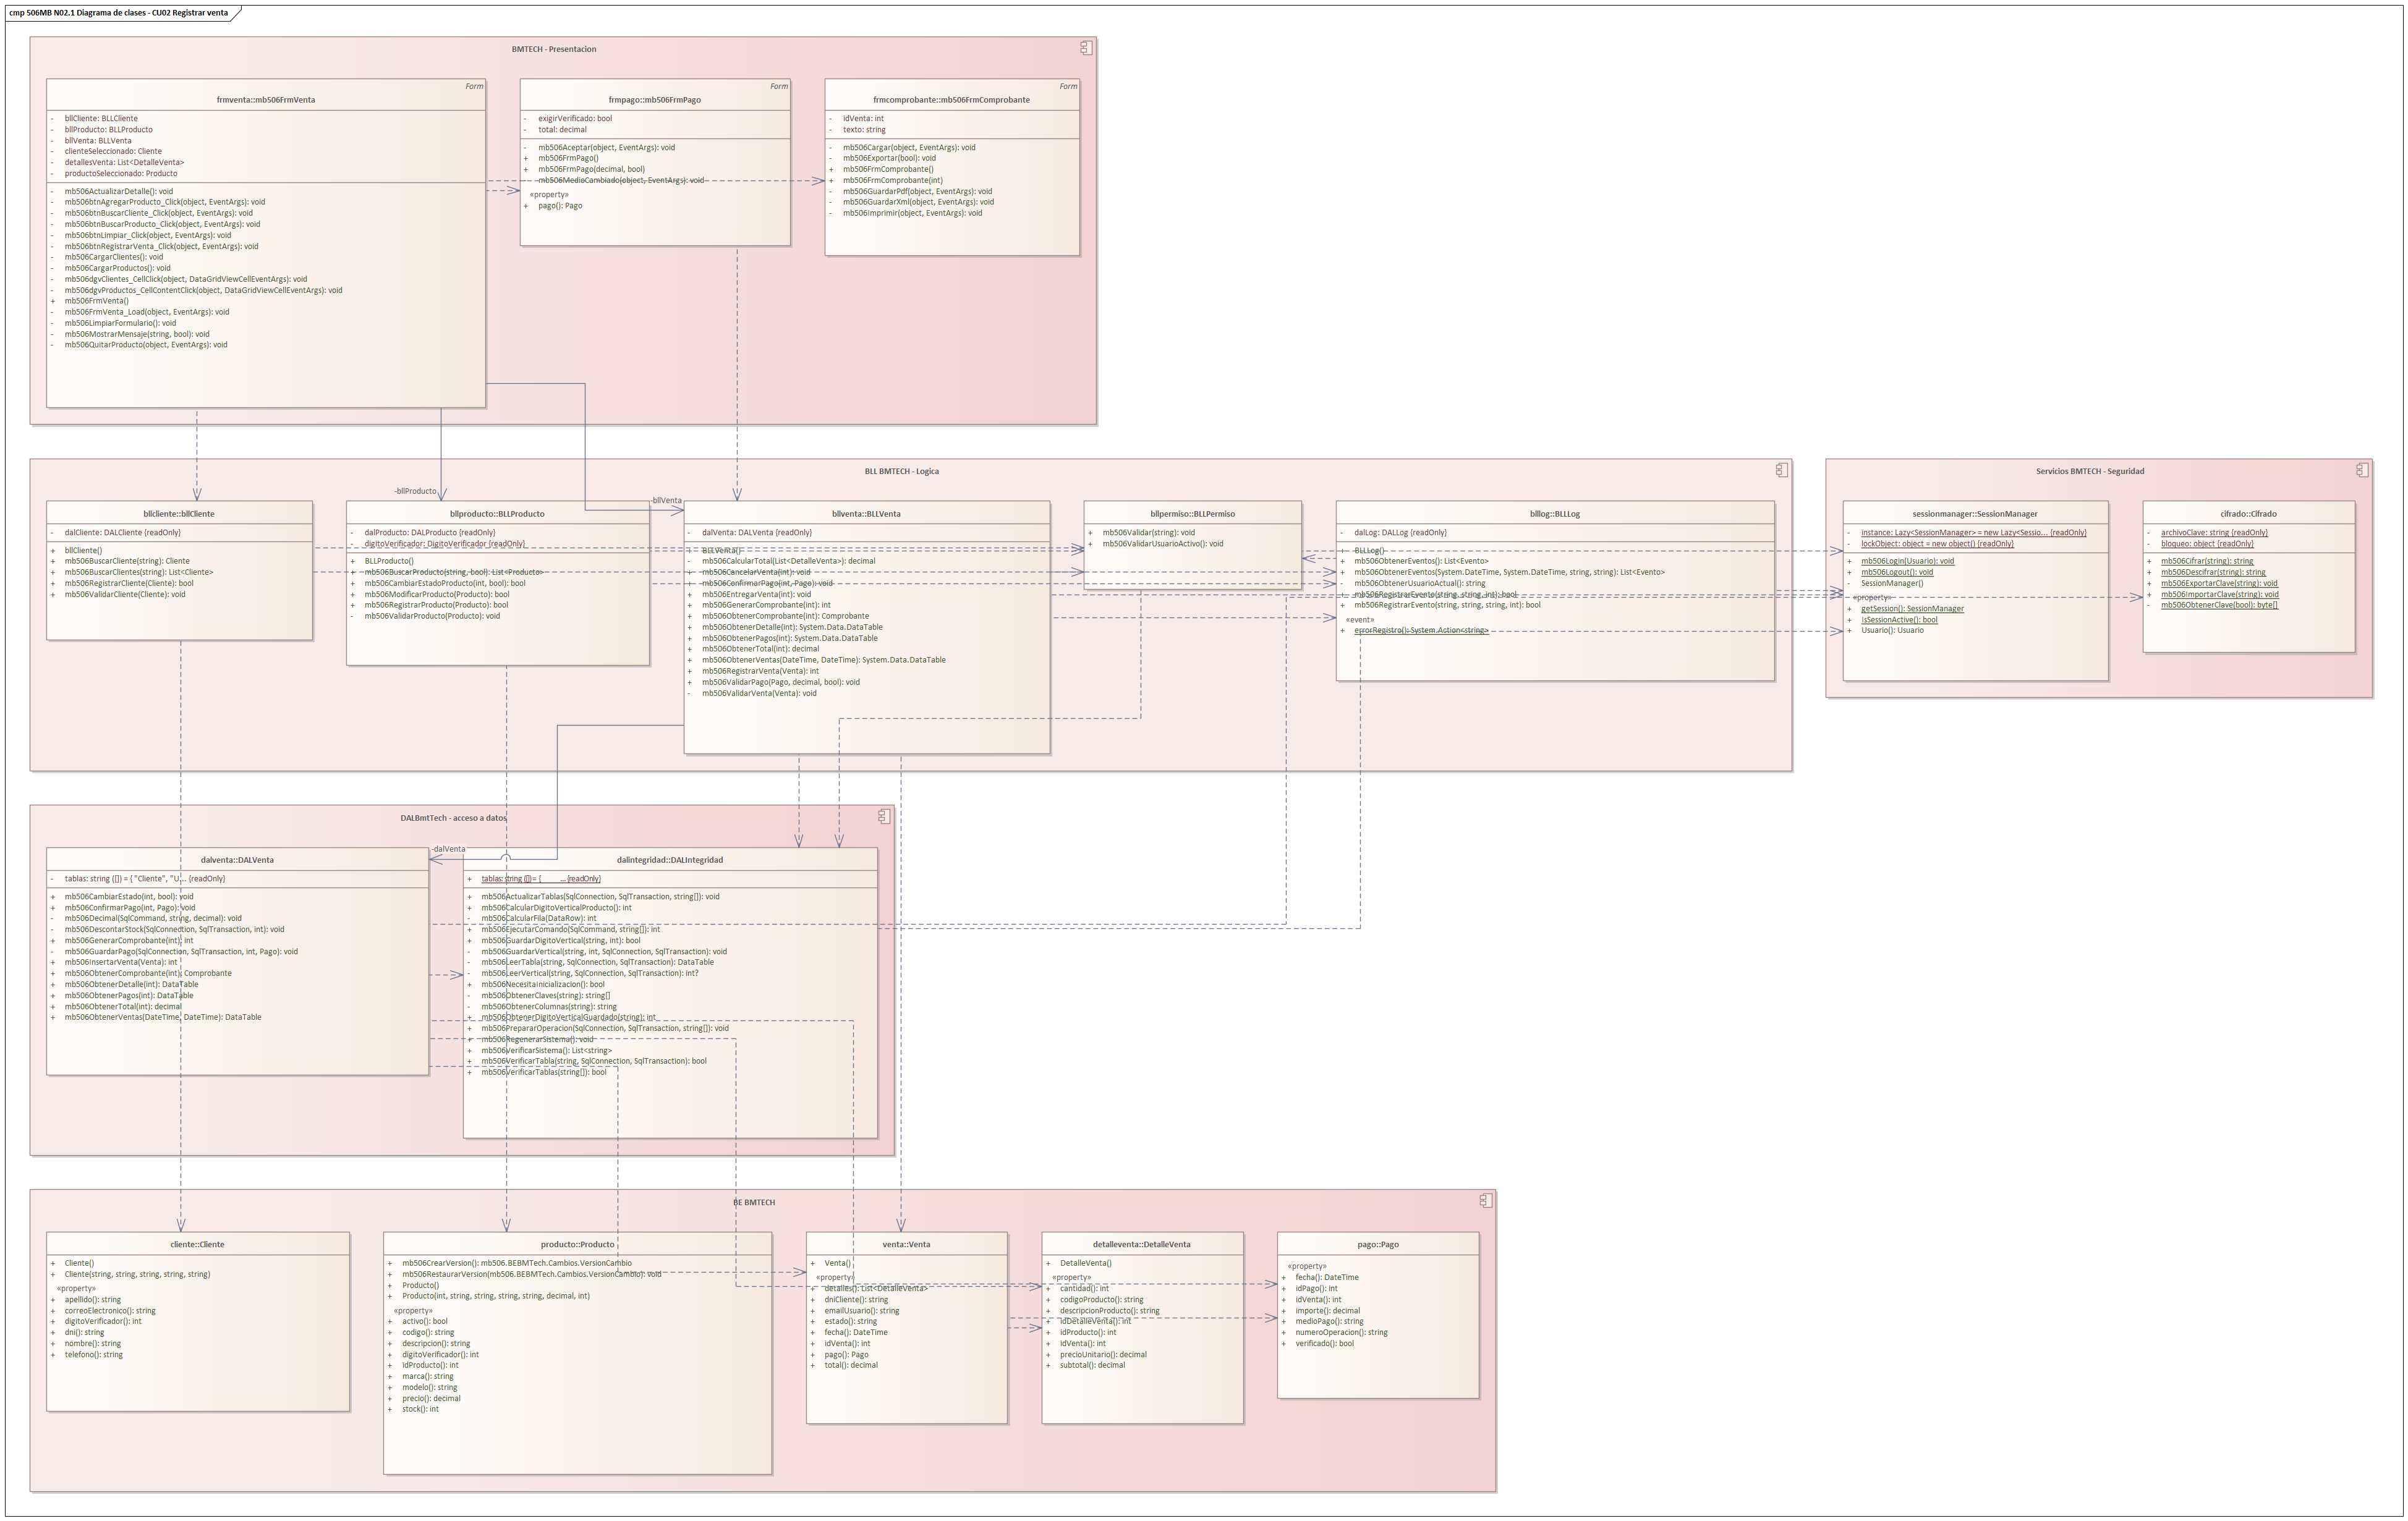 cmp 506MB N02.1 Diagrama de clases - CU02 Registrar venta
BMTECH - Presentacion
Form
frmventa::mb506FrmVenta
- bllCliente: BLLCliente
- bllProducto: BLLProducto
- bllVenta: BLLVenta
- clienteSeleccionado: Cliente
- detallesVenta: List<DetalleVenta>
- productoSeleccionado: Producto
- mb506ActualizarDetalle(): void
- mb506btnAgregarProducto_Click(object, EventArgs): void
- mb506btnBuscarCliente_Click(object, EventArgs): void
- mb506btnBuscarProducto_Click(object, EventArgs): void
- mb506btnLimpiar_Click(object, EventArgs): void
- mb506btnRegistrarVenta_Click(object, EventArgs): void
- mb506CargarClientes(): void
- mb506CargarProductos(): void
- mb506dgvClientes_CellClick(object, DataGridViewCellEventArgs): void
- mb506dgvProductos_CellContentClick(object, DataGridViewCellEventArgs): void
+ mb506FrmVenta()
- mb506FrmVenta_Load(object, EventArgs): void
- mb506LimpiarFormulario(): void
- mb506MostrarMensaje(string, bool): void
- mb506QuitarProducto(object, EventArgs): void
Form
frmpago::mb506FrmPago
- exigirVerificado: bool
- total: decimal
- mb506Aceptar(object, EventArgs): void
+ mb506FrmPago()
+ mb506FrmPago(decimal, bool)
mb506MedioCambiado(object, EventArgs): void
«property»
+ pago(): Pago
Form
frmcomprobante::mb506FrmComprobante
- idVenta: int
- texto: string
- mb506Cargar(object, EventArgs): void
- mb506Exportar(bool): void
+ mb506FrmComprobante()
+ mb506FrmComprobante(int)
- mb506GuardarPdf(object, EventArgs): void
- mb506GuardarXml(object, EventArgs): void
- mb506Imprimir(object, EventArgs): void
BLL BMTECH - Logica
bllcliente::bllCliente
- dalCliente: DALCliente {readOnly}
+ bllCliente()
+ mb506BuscarCliente(string): Cliente
+ mb506BuscarClientes(string): List<Cliente>
+ mb506RegistrarCliente(Cliente): bool
+ mb506ValidarCliente(Cliente): void
-bllProducto
bllproducto::BLLProducto
- dalProducto: DALProducto {readOnly}
- digitoVerificador: DigitoVerificador {readOnly}
+ BLLProducto()
+ mb506BuscarProducto(string, bool): List<Producto>
+ mb506CambiarEstadoProducto(int, bool): bool
+ mb506ModificarProducto(Producto): bool
+ mb506RegistrarProducto(Producto): bool
- mb506ValidarProducto(Producto): void
-bllVenta
bllventa::BLLVenta
- dalVenta: DALVenta {readOnly}
+ BLLVenta()
- mb506CalcularTotal(List<DetalleVenta>): decimal
+ mb506CancelarVenta(int): void
+ mb506ConfirmarPago(int, Pago): void
+ mb506EntregarVenta(int): void
+ mb506GenerarComprobante(int): int
+ mb506ObtenerComprobante(int): Comprobante
+ mb506ObtenerDetalle(int): System.Data.DataTable
+ mb506ObtenerPagos(int): System.Data.DataTable
+ mb506ObtenerTotal(int): decimal
+ mb506ObtenerVentas(DateTime, DateTime): System.Data.DataTable
+ mb506RegistrarVenta(Venta): int
+ mb506ValidarPago(Pago, decimal, bool): void
- mb506ValidarVenta(Venta): void
bllpermiso::BLLPermiso
+ mb506Validar(string): void
+ mb506ValidarUsuarioActivo(): void
blllog::BLLLog
- dalLog: DALLog {readOnly}
+ BLLLog()
+ mb506ObtenerEventos(): List<Evento>
+ mb506ObtenerEventos(System.DateTime, System.DateTime, string, string): List<Evento>
- mb506ObtenerUsuarioActual(): string
+ mb506RegistrarEvento(string, string, int): bool
+ mb506RegistrarEvento(string, string, string, int): bool
«event»
+ errorRegistro(): System.Action<string>
Servicios BMTECH - Seguridad
sessionmanager::SessionManager
- instance: Lazy<SessionManager> = new Lazy<Sessio... {readOnly}
- lockObject: object = new object() {readOnly}
+ mb506Login(Usuario): void
+ mb506Logout(): void
- SessionManager()
«property»
+ getSession(): SessionManager
+ IsSessionActive(): bool
+ Usuario(): Usuario
cifrado::Cifrado
- archivoClave: string {readOnly}
- bloqueo: object {readOnly}
+ mb506Cifrar(string): string
+ mb506Descifrar(string): string
+ mb506ExportarClave(string): void
+ mb506ImportarClave(string): void
- mb506ObtenerClave(bool): byte[]
DALBmtTech - acceso a datos
dalventa::DALVenta
- tablas: string ([]) = { "Cliente", "U... {readOnly}
+ mb506CambiarEstado(int, bool): void
+ mb506ConfirmarPago(int, Pago): void
- mb506Decimal(SqlCommand, string, decimal): void
- mb506DescontarStock(SqlConnection, SqlTransaction, int): void
+ mb506GenerarComprobante(int): int
- mb506GuardarPago(SqlConnection, SqlTransaction, int, Pago): void
+ mb506InsertarVenta(Venta): int
+ mb506ObtenerComprobante(int): Comprobante
+ mb506ObtenerDetalle(int): DataTable
+ mb506ObtenerPagos(int): DataTable
+ mb506ObtenerTotal(int): decimal
+ mb506ObtenerVentas(DateTime, DateTime): DataTable
-dalVenta
dalintegridad::DALIntegridad
+ tablas: string ([]) = { ... {readOnly}
+ mb506ActualizarTablas(SqlConnection, SqlTransaction, string[]): void
+ mb506CalcularDigitoVerticalProducto(): int
- mb506CalcularFila(DataRow): int
+ mb506EjecutarComando(SqlCommand, string[]): int
+ mb506GuardarDigitoVertical(string, int): bool
- mb506GuardarVertical(string, int, SqlConnection, SqlTransaction): void
- mb506LeerTabla(string, SqlConnection, SqlTransaction): DataTable
- mb506LeerVertical(string, SqlConnection, SqlTransaction): int?
+ mb506NecesitaInicializacion(): bool
- mb506ObtenerClaves(string): string[]
- mb506ObtenerColumnas(string): string
+ mb506ObtenerDigitoVerticalGuardado(string): int
+ mb506PrepararOperacion(SqlConnection, SqlTransaction, string[]): void
+ mb506RegenerarSistema(): void
+ mb506VerificarSistema(): List<string>
+ mb506VerificarTabla(string, SqlConnection, SqlTransaction): bool
+ mb506VerificarTablas(string[]): bool
BE BMTECH
cliente::Cliente
+ Cliente()
+ Cliente(string, string, string, string, string)
«property»
+ apellido(): string
+ correoElectronico(): string
+ digitoVerificador(): int
+ dni(): string
+ nombre(): string
+ telefono(): string
producto::Producto
+ mb506CrearVersion(): mb506.BEBMTech.Cambios.VersionCambio
+ mb506RestaurarVersion(mb506.BEBMTech.Cambios.VersionCambio): void
+ Producto()
+ Producto(int, string, string, string, string, decimal, int)
«property»
+ activo(): bool
+ codigo(): string
+ descripcion(): string
+ digitoVerificador(): int
+ idProducto(): int
+ marca(): string
+ modelo(): string
+ precio(): decimal
+ stock(): int
venta::Venta
+ Venta()
«property»
+ detalles(): List<DetalleVenta>
+ dniCliente(): string
+ emailUsuario(): string
+ estado(): string
+ fecha(): DateTime
+ idVenta(): int
+ pago(): Pago
+ total(): decimal
detalleventa::DetalleVenta
+ DetalleVenta()
«property»
+ cantidad(): int
+ codigoProducto(): string
+ descripcionProducto(): string
+ idDetalleVenta(): int
+ idProducto(): int
+ idVenta(): int
+ precioUnitario(): decimal
+ subtotal(): decimal
pago::Pago
«property»
+ fecha(): DateTime
+ idPago(): int
+ idVenta(): int
+ importe(): decimal
+ medioPago(): string
+ numeroOperacion(): string
+ verificado(): bool